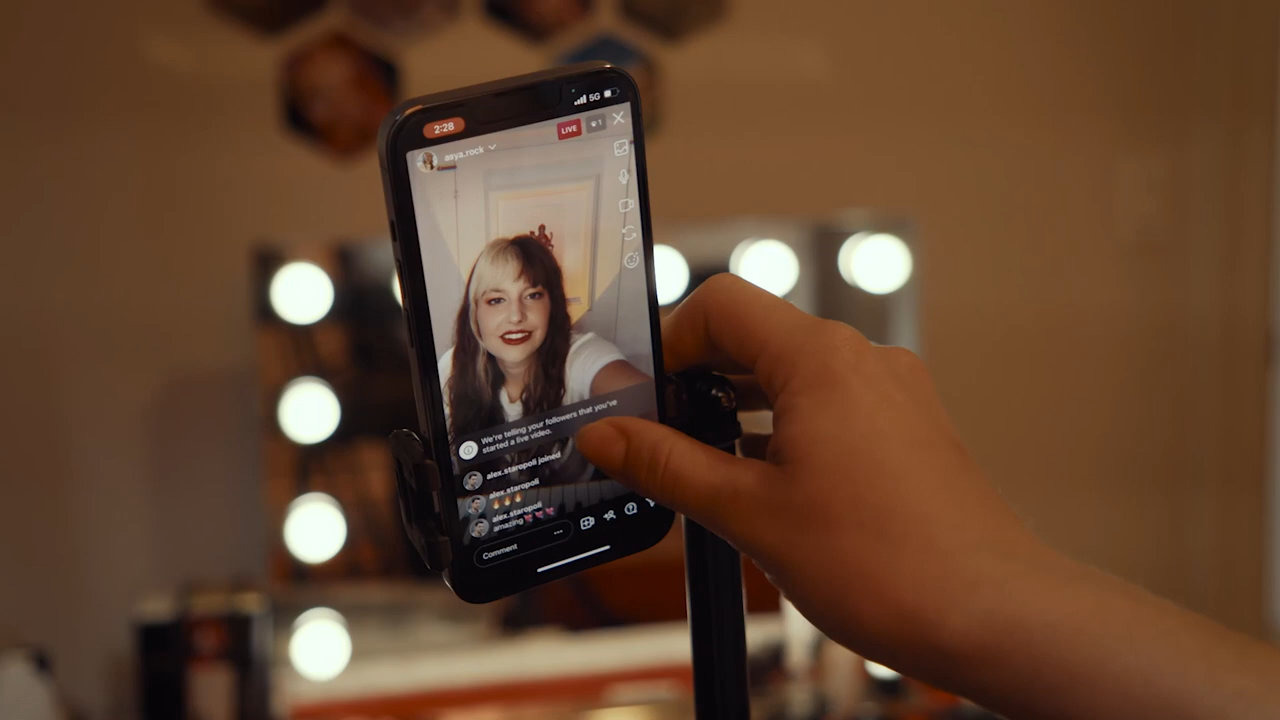 2:28
5G
LIVE
1
asya.rock
We're telling your followers that you've
started a live video.
alex.staropoli joined
alex.staropoli
🔥🔥🔥
alex.staropoli
amazing 💘💘💘
Comment